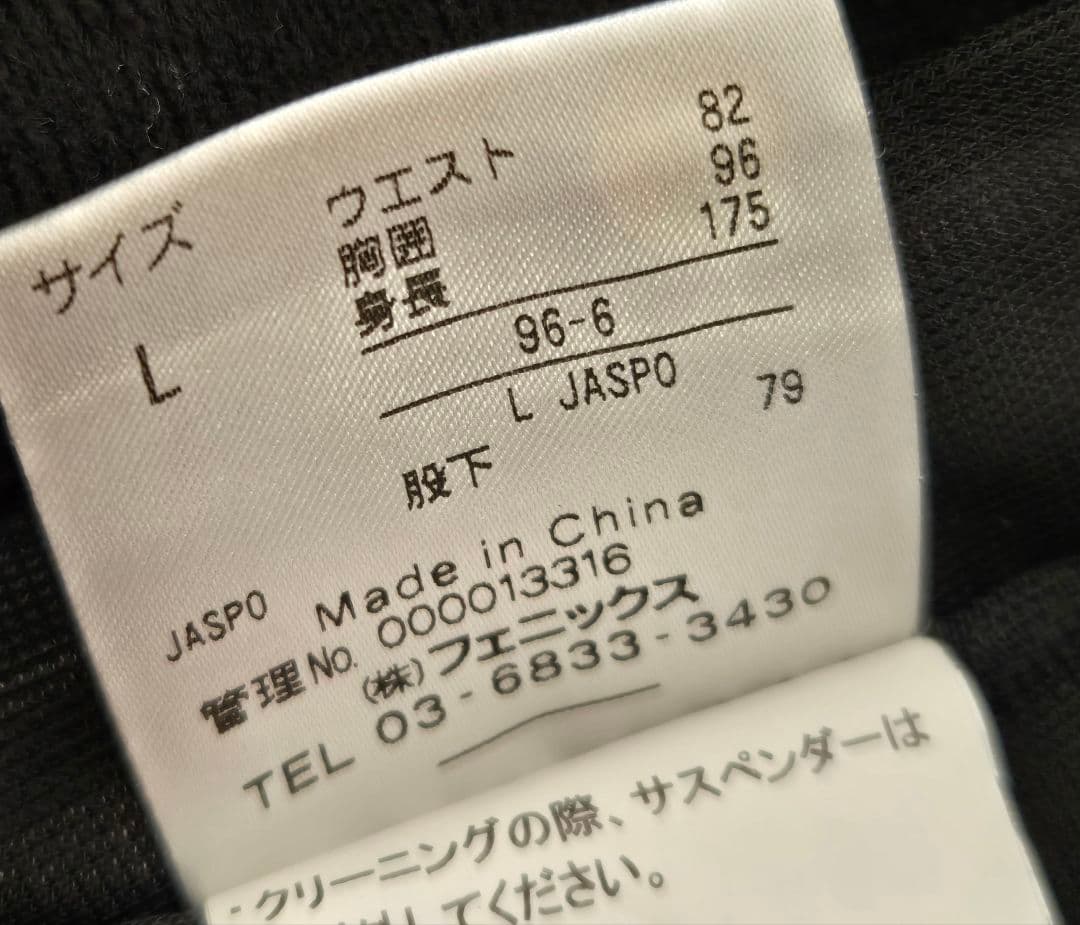 サイズ ウエスト 82
胸囲 96
身長 175
L 96-6
L JASPO
股下 79
JASPO Made in China
管理No. 000013316
(株)フェニックス
TEL 03-6833-3430
・クリーニングの際、サスペンダーは
してください。